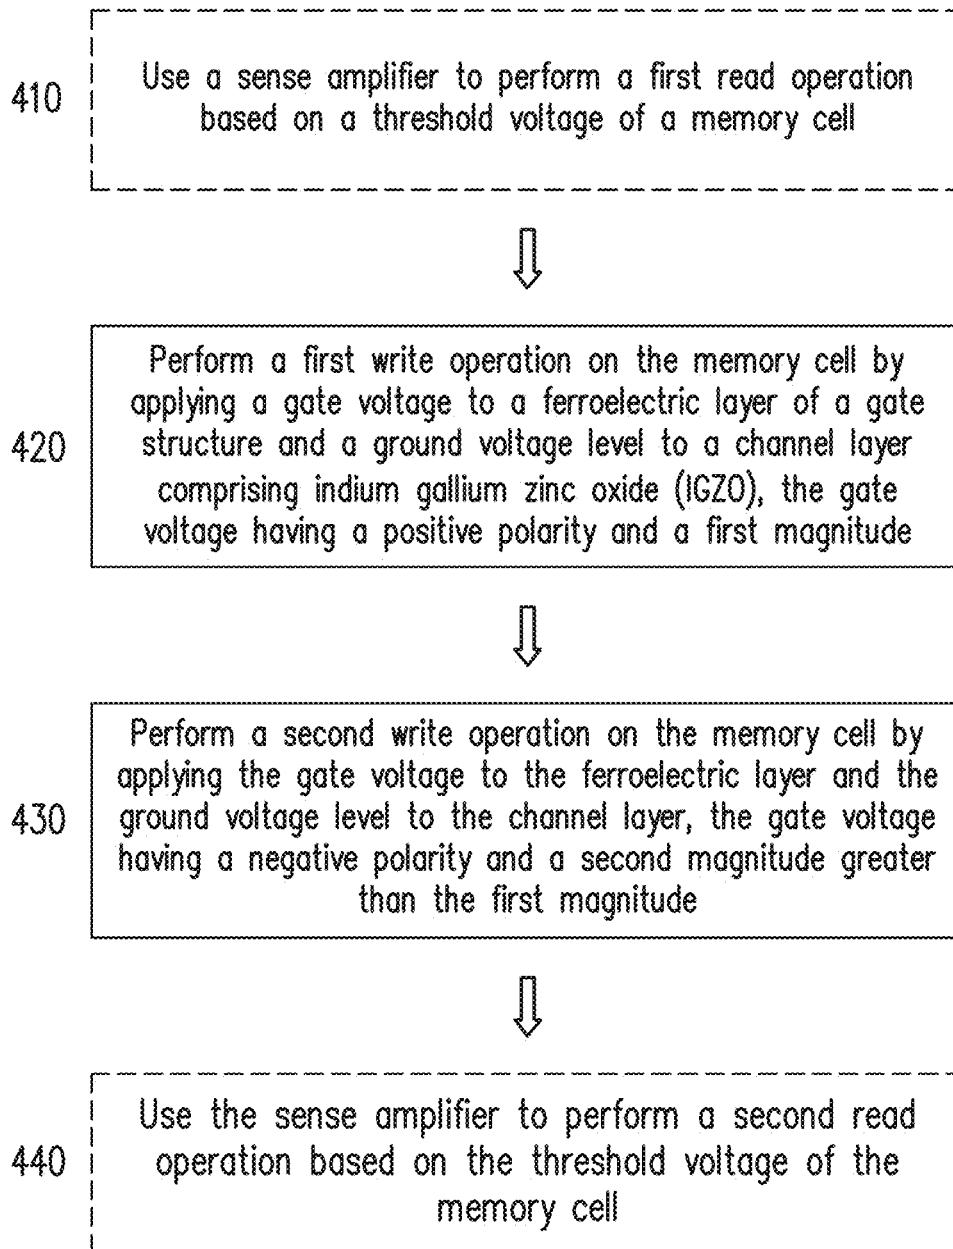 410
Use a sense amplifier to perform a first read operation
based on a threshold voltage of a memory cell
420
Perform a first write operation on the memory cell by
applying a gate voltage to a ferroelectric layer of a gate
structure and a ground voltage level to a channel layer
comprising indium gallium zinc oxide (IGZO), the gate
voltage having a positive polarity and a first magnitude
430
Perform a second write operation on the memory cell by
applying the gate voltage to the ferroelectric layer and the
ground voltage level to the channel layer, the gate voltage
having a negative polarity and a second magnitude greater
than the first magnitude
440
Use the sense amplifier to perform a second read
operation based on the threshold voltage of the
memory cell